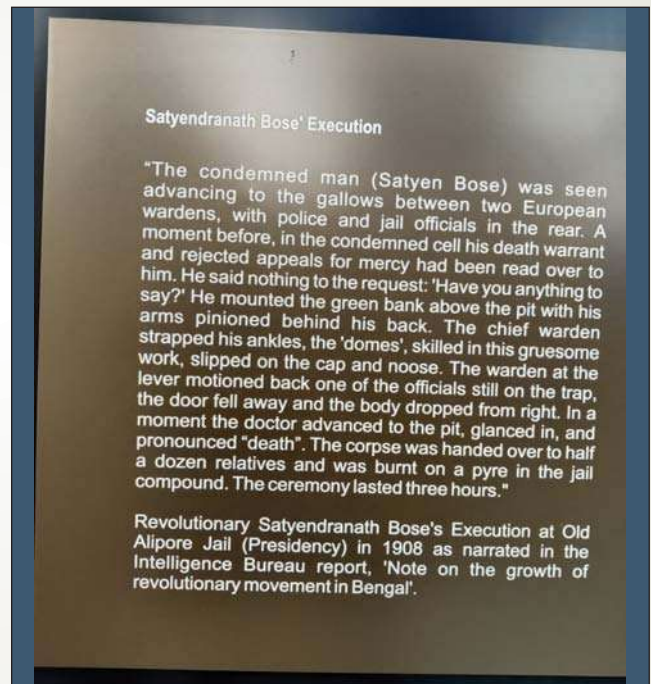 Satyendranath Bose' Execution
"The condemned man (Satyen Bose) was seen
advancing to the gallows between two European
wardens, with police and jail officials in the rear. A
moment before, in the condemned cell his death warrant
and rejected appeals for mercy had been read over to
him. He said nothing to the request: 'Have you anything to
say?' He mounted the green bank above the pit with his
arms pinioned behind his back. The chief warden
strapped his ankles, the 'domes', skilled in this gruesome
work, slipped on the cap and noose. The warden at the
lever motioned back one of the officials still on the trap,
the door fell away and the body dropped from right. In a
moment the doctor advanced to the pit, glanced in, and
pronounced "death". The corpse was handed over to half
a dozen relatives and was burnt on a pyre in the jail
compound. The ceremony lasted three hours."
Revolutionary Satyendranath Bose's Execution at Old
Alipore Jail (Presidency) in 1908 as narrated in the
Intelligence Bureau report, 'Note on the growth of
revolutionary movement in Bengal'.